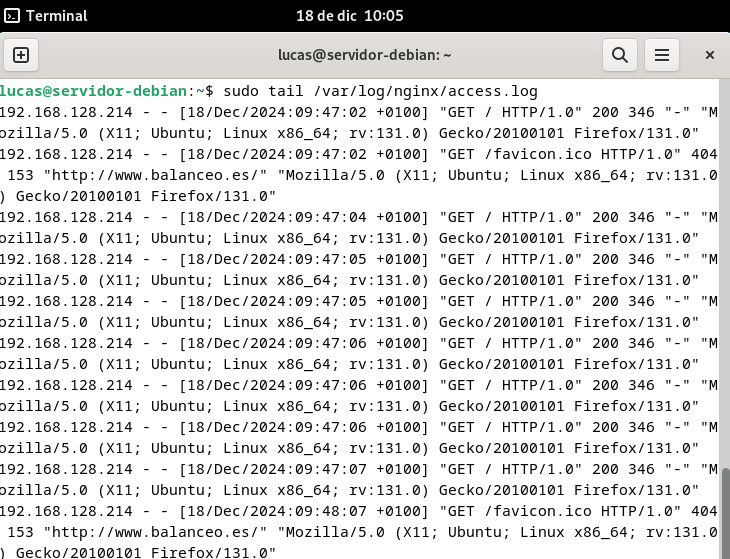 Terminal
18 de dic 10:05
lucas@servidor-debian: ~
lucas@servidor-debian:~$ sudo tail /var/log/nginx/access.log
192.168.128.214 - - [18/Dec/2024:09:47:02 +0100] "GET / HTTP/1.0" 200 346 "-" "M
ozilla/5.0 (X11; Ubuntu; Linux x86_64; rv:131.0) Gecko/20100101 Firefox/131.0"
192.168.128.214 - - [18/Dec/2024:09:47:02 +0100] "GET /favicon.ico HTTP/1.0" 404
 153 "http://www.balanceo.es/" "Mozilla/5.0 (X11; Ubuntu; Linux x86_64; rv:131.0
) Gecko/20100101 Firefox/131.0"
192.168.128.214 - - [18/Dec/2024:09:47:04 +0100] "GET / HTTP/1.0" 200 346 "-" "M
ozilla/5.0 (X11; Ubuntu; Linux x86_64; rv:131.0) Gecko/20100101 Firefox/131.0"
192.168.128.214 - - [18/Dec/2024:09:47:05 +0100] "GET / HTTP/1.0" 200 346 "-" "M
ozilla/5.0 (X11; Ubuntu; Linux x86_64; rv:131.0) Gecko/20100101 Firefox/131.0"
192.168.128.214 - - [18/Dec/2024:09:47:05 +0100] "GET / HTTP/1.0" 200 346 "-" "M
ozilla/5.0 (X11; Ubuntu; Linux x86_64; rv:131.0) Gecko/20100101 Firefox/131.0"
192.168.128.214 - - [18/Dec/2024:09:47:06 +0100] "GET / HTTP/1.0" 200 346 "-" "M
ozilla/5.0 (X11; Ubuntu; Linux x86_64; rv:131.0) Gecko/20100101 Firefox/131.0"
192.168.128.214 - - [18/Dec/2024:09:47:06 +0100] "GET / HTTP/1.0" 200 346 "-" "M
ozilla/5.0 (X11; Ubuntu; Linux x86_64; rv:131.0) Gecko/20100101 Firefox/131.0"
192.168.128.214 - - [18/Dec/2024:09:47:06 +0100] "GET / HTTP/1.0" 200 346 "-" "M
ozilla/5.0 (X11; Ubuntu; Linux x86_64; rv:131.0) Gecko/20100101 Firefox/131.0"
192.168.128.214 - - [18/Dec/2024:09:47:07 +0100] "GET / HTTP/1.0" 200 346 "-" "M
ozilla/5.0 (X11; Ubuntu; Linux x86_64; rv:131.0) Gecko/20100101 Firefox/131.0"
192.168.128.214 - - [18/Dec/2024:09:48:07 +0100] "GET /favicon.ico HTTP/1.0" 404
 153 "http://www.balanceo.es/" "Mozilla/5.0 (X11; Ubuntu; Linux x86_64; rv:131.0
) Gecko/20100101 Firefox/131.0"